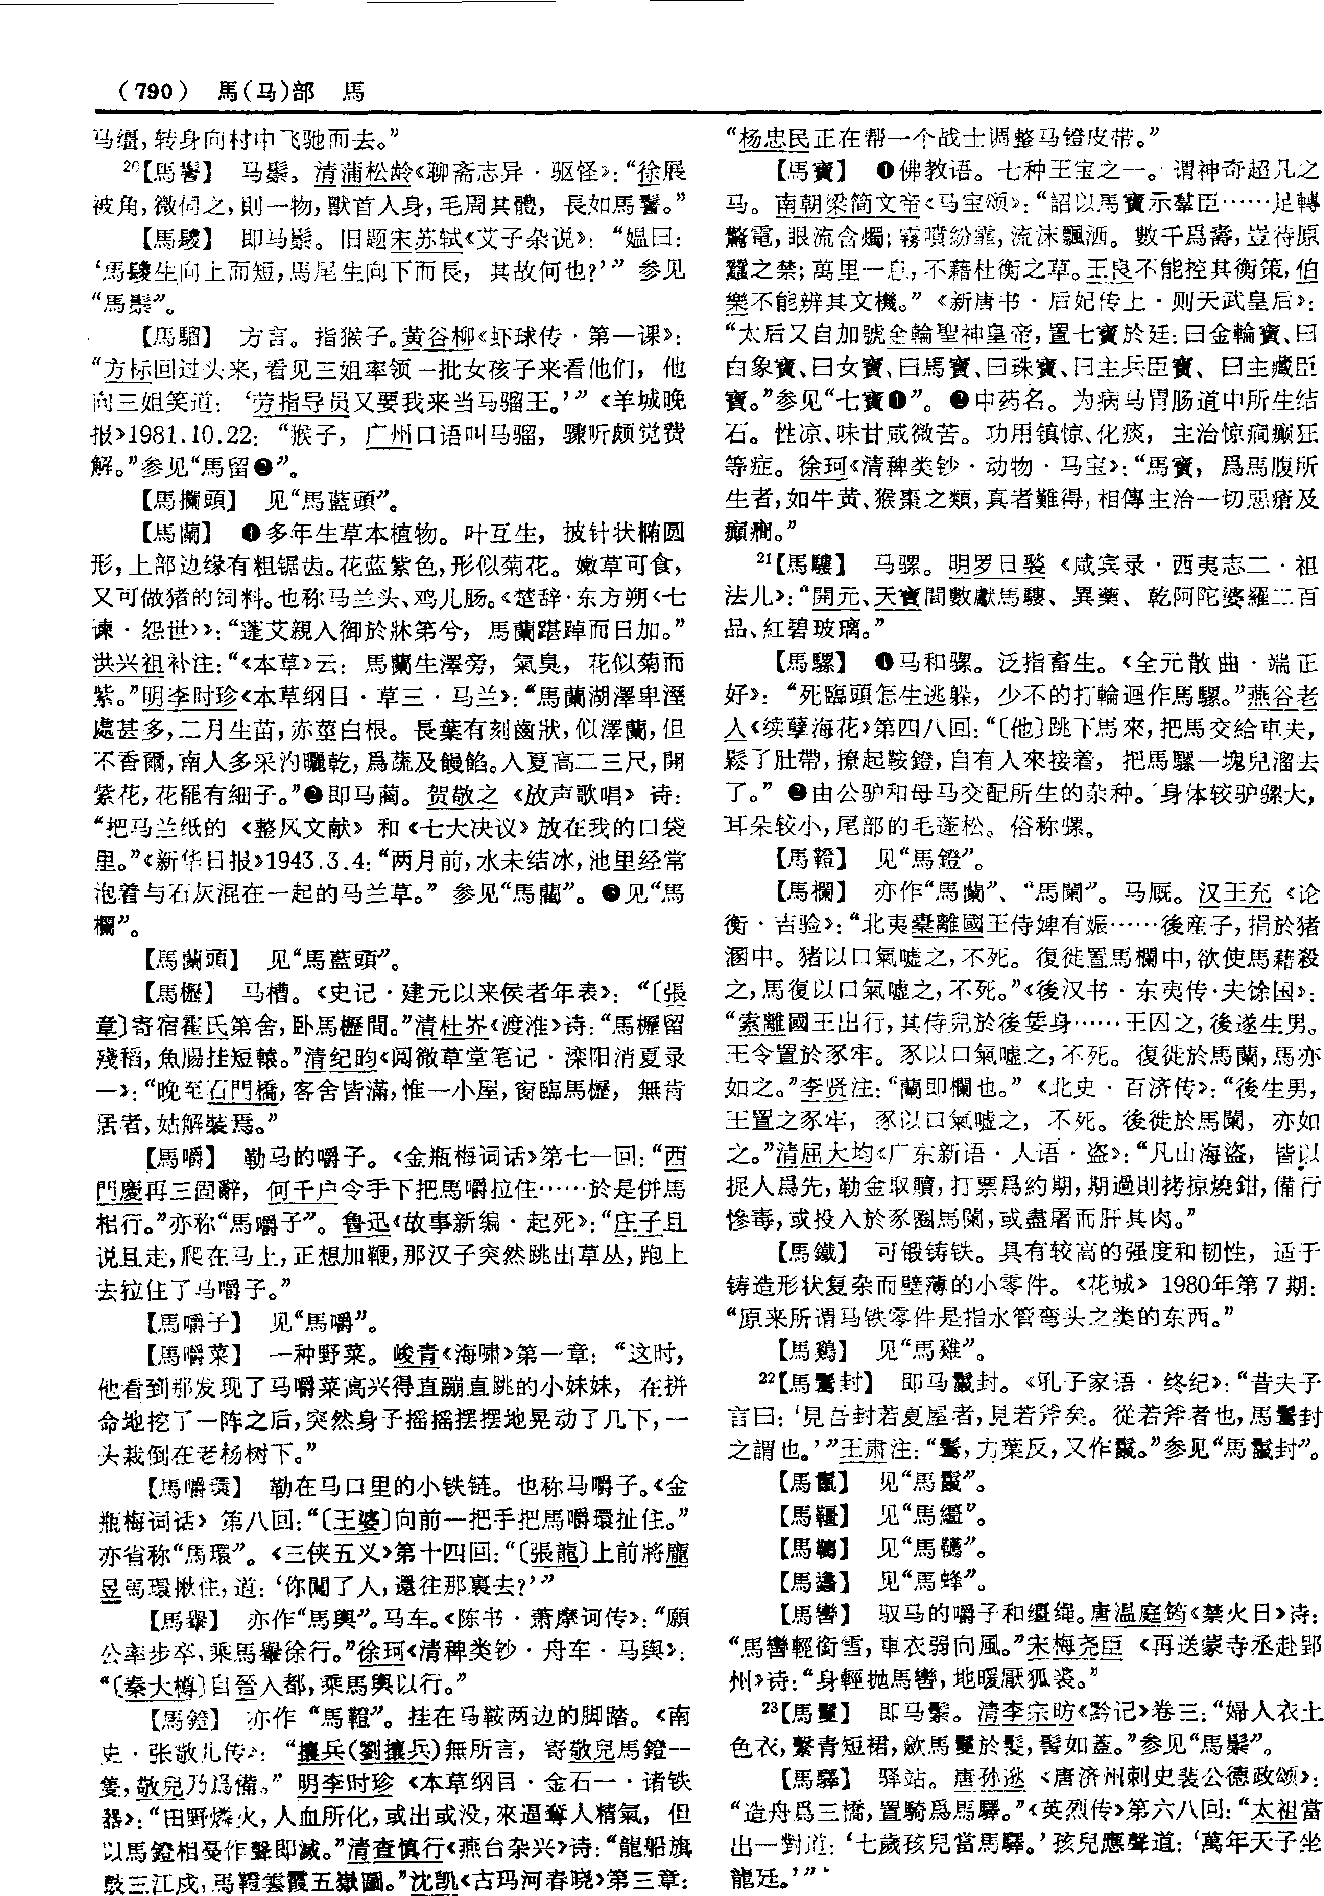 （790） 馬(马)部 馬
马缰,转身向村中飞驰而去。”
20【馬鬐】 马鬃。清蒲松龄《聊斋志异·驱怪》：“徐展
被角,微伺之,則一物,獸首人身,毛周其體，長如馬鬐。”
【馬騣】 即马鬃。旧题宋苏轼《艾子杂说》：“媪曰：
‘馬騣生向上而短,馬尾生向下而長，其故何也?’” 参见
“馬鬃”。
【馬騮】 方言。指猴子。黄谷柳《虾球传·第一课》：
“方标回过头来,看见三姐率领一批女孩子来看他们，他
向三姐笑道：‘劳指导员又要我来当马骝王。’”《羊城晚
报》1981.10.22：“猴子，广州口语叫马骝，骤听颇觉费
解。”参见“馬留❷”。
【馬攔頭】 见“馬藍頭”。
【馬蘭】 ❶多年生草本植物。叶互生，披针状椭圆
形,上部边缘有粗锯齿。花蓝紫色,形似菊花。嫩草可食，
又可做猪的饲料。也称马兰头、鸡儿肠。《楚辞·东方朔〈七
谏·怨世〉》：“蓬艾親入御於牀笫兮，馬蘭踸踔而日加。”
洪兴祖补注：“《本草》云：馬蘭生澤旁，氣臭，花似菊而
紫。”明李时珍《本草纲目·草三·马兰》：“馬蘭湖澤卑溼
處甚多,二月生苗,赤莖白根。長葉有刻齒狀,似澤蘭,但
不香爾,南人多采汋曬乾,爲蔬及饅餡。入夏高二三尺,開
紫花,花罷有細子。”❷即马蔺。贺敬之《放声歌唱》诗：
“把马兰纸的《整风文献》和《七大决议》放在我的口袋
里。”《新华日报》1943.3.4：“两月前,水未结冰,池里经常
泡着与石灰混在一起的马兰草。” 参见“馬藺”。❸见“馬
欄”。
【馬蘭頭】 见“馬藍頭”。
【馬櫪】 马槽。《史记·建元以来侯者年表》：“〔張
章〕寄宿霍氏第舍,卧馬櫪間。”清杜岕《渡淮》诗：“馬櫪留
殘稻,魚腸挂短轅。”清纪昀《阅微草堂笔记·滦阳消夏录
一》：“晚至石門橋,客舍皆滿,惟一小屋,窗臨馬櫪，無肯
居者,姑解裝焉。”
【馬嚼】 勒马的嚼子。《金瓶梅词话》第七一回：“西
門慶再三固辭，何千户令手下把馬嚼拉住……於是併馬
相行。”亦称“馬嚼子”。鲁迅《故事新编·起死》：“庄子且
说且走,爬在马上,正想加鞭,那汉子突然跳出草丛,跑上
去拉住了马嚼子。”
【馬嚼子】 见“馬嚼”。
【馬嚼菜】 一种野菜。峻青《海啸》第一章：“这时，
他看到那发现了马嚼菜高兴得直蹦直跳的小妹妹，在拼
命地挖了一阵之后,突然身子摇摇摆摆地晃动了几下,一
头栽倒在老杨树下。”
【馬嚼環】 勒在马口里的小铁链。也称马嚼子。《金
瓶梅词话》第八回：“〔王婆〕向前一把手把馬嚼環扯住。”
亦省称“馬環”。《三侠五义》第十四回：“〔張龍〕上前將龐
昱馬環揪住,道：‘你闖了人,還往那裏去?’”
【馬轝】 亦作“馬輿”。马车。《陈书·萧摩诃传》：“願
公率步卒,乘馬轝徐行。”徐珂《清稗类钞·舟车·马舆》：
“〔秦大樽〕自晉入都,乘馬輿以行。”
【馬鐙】 亦作“馬鞾”。挂在马鞍两边的脚踏。《南
史·张敬儿传》：“攘兵(劉攘兵)無所言，寄敬兒馬鐙一
隻,敬兒乃爲備。” 明李时珍《本草纲目·金石一·诸铁
器》：“田野燐火,人血所化,或出或没,來逼奪人精氣，但
以馬鐙相戛作聲即滅。”清查慎行《燕台杂兴》诗：“龍船旗
鼓三江戍,馬鞾雲霞五嶽圖。”沈凯《古玛河春晓》第三章：
“杨忠民正在帮一个战士调整马镫皮带。”
【馬寶】 ❶佛教语。七种王宝之一。谓神奇超凡之
马。南朝梁简文帝《马宝颂》：“詔以馬寶示羣臣……足轉
驚電,眼流含燭;霧噴紛靡,流沫飄洒。數千爲壽,豈待原
蠶之禁;萬里一息,不藉杜衡之草。王良不能控其衡策,伯
樂不能辨其文機。”《新唐书·后妃传上·则天武皇后》：
“太后又自加號金輪聖神皇帝,置七寶於廷:曰金輪寶、曰
白象寶、曰女寶、曰馬寶、曰珠寶、曰主兵臣寶、曰主藏臣
寶。”参见“七寶❶”。❷中药名。为病马胃肠道中所生结
石。性凉、味甘咸微苦。功用镇惊、化痰，主治惊痫癫狂
等症。徐珂《清稗类钞·动物·马宝》：“馬寶，爲馬腹所
生者,如牛黄、猴棗之類,真者難得,相傳主治一切惡瘡及
癲癇。”
21【馬騪】 马骡。明罗日褧《咸宾录·西夷志二·祖
法儿》：“開元、天寶間數獻馬騪、異藥、乾阿陀婆羅二百
品、紅碧玻璃。”
【馬騾】 ❶马和骡。泛指畜生。《全元散曲·端正
好》：“死臨頭怎生逃躲，少不的打輪迴作馬騾。”燕谷老
人《续孽海花》第四八回：“〔他〕跳下馬來,把馬交給車夫,
鬆了肚帶,撩起鞍鐙,自有人來接着，把馬騾一塊兒溜去
了。” ❷由公驴和母马交配所生的杂种。身体较驴骡大,
耳朵较小,尾部的毛蓬松。俗称骡。
【馬鞾】 见“馬鐙”。
【馬欄】 亦作“馬蘭”、“馬闌”。马厩。汉王充《论
衡·吉验》：“北夷橐離國王侍婢有娠……後産子,捐於猪
溷中。猪以口氣嘘之,不死。復徙置馬欄中,欲使馬藉殺
之,馬復以口氣嘘之,不死。”《後汉书·东夷传·夫馀国》：
“索離國王出行,其侍兒於後妊身……王囚之,後遂生男。
王令置於豕牢。豕以口氣嘘之,不死。復徙於馬蘭,馬亦
如之。”李贤注：“蘭即欄也。”《北史·百济传》：“後生男，
王置之豕牢，豕以口氣嘘之，不死。後徙於馬闌，亦如
之。”清屈大均《广东新语·人语·盗》：“凡山海盗，皆以
捉人爲先,勒金取贖,打票爲約期,期過則拷掠燒鉗,備行
慘毒,或投入於豕圈馬闌,或盡屠而肝其肉。”
【馬鐵】 可锻铸铁。具有较高的强度和韧性，适于
铸造形状复杂而壁薄的小零件。《花城》1980年第7期：
“原来所谓马铁零件是指水管弯头之类的东西。”
【馬鷄】 见“馬雞”。
22【馬鬛封】 即马鬣封。《孔子家语·终纪》：“昔夫子
言曰：‘見吾封若夏屋者,見若斧矣。從若斧者也,馬鬛封
之謂也。’”王肃注：“鬛,力葉反,又作鬣。”参见“馬鬣封”。
【馬鬛】 见“馬鬣”。
【馬韁】 见“馬繮”。
【馬轡】 馭马的嚼子和缰绳。唐温庭筠《禁火日》诗：
“馬轡輕銜雪,車衣弱向風。”宋梅尧臣《再送蒙寺丞赴郢
州》诗：“身輕抛馬轡,地暖厭狐裘。”
23【馬鬘】 即马鬃。清李宗昉《黔记》卷三：“婦人衣土
色衣,繫青短裙,斂馬鬘於髮,髻如蓋。”参见“馬鬃”。
【馬驛】 驿站。唐孙逖《唐济州刺史裴公德政颂》：
“造舟爲三橋,置騎爲馬驛。”《英烈传》第六八回：“太祖當
出一對道：‘七歲孩兒當馬驛。’孩兒應聲道：‘萬年天子坐
龍廷。’”